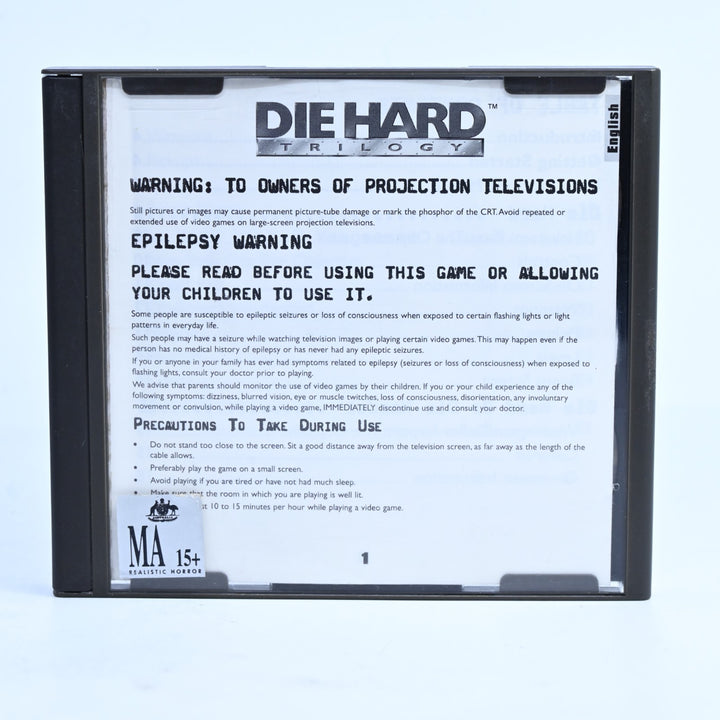 DIE HARD™
TRILOGY
English
WARNING: TO OWNERS OF PROJECTION TELEVISIONS
Still pictures or images may cause permanent picture-tube damage or mark the phosphor of the CRT. Avoid repeated or
extended use of video games on large-screen projection televisions.
EPILEPSY WARNING
PLEASE READ BEFORE USING THIS GAME OR ALLOWING
YOUR CHILDREN TO USE IT.
Some people are susceptible to epileptic seizures or loss of consciousness when exposed to certain flashing lights or light
patterns in everyday life.
Such people may have a seizure while watching television images or playing certain video games. This may happen even if the
person has no medical history of epilepsy or has never had any epileptic seizures.
If you or anyone in your family has ever had symptoms related to epilepsy (seizures or loss of consciousness) when exposed to
flashing lights, consult your doctor prior to playing.
We advise that parents should monitor the use of video games by their children. If you or your child experience any of the
following symptoms: dizziness, blurred vision, eye or muscle twitches, loss of consciousness, disorientation, any involuntary
movement or convulsion, while playing a video game, IMMEDIATELY discontinue use and consult your doctor.
PRECAUTIONS TO TAKE DURING USE
• Do not stand too close to the screen. Sit a good distance away from the television screen, as far away as the length of the
cable allows.
• Preferably play the game on a small screen.
• Avoid playing if you are tired or have not had much sleep.
• Make sure that the room in which you are playing is well lit.
10 to 15 minutes per hour while playing a video game.
MA 15+
REALISTIC HORROR
1